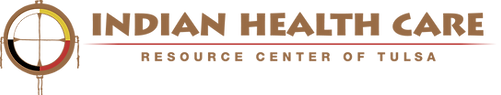 INDIAN HEALTH CARE
RESOURCE CENTER OF TULSA